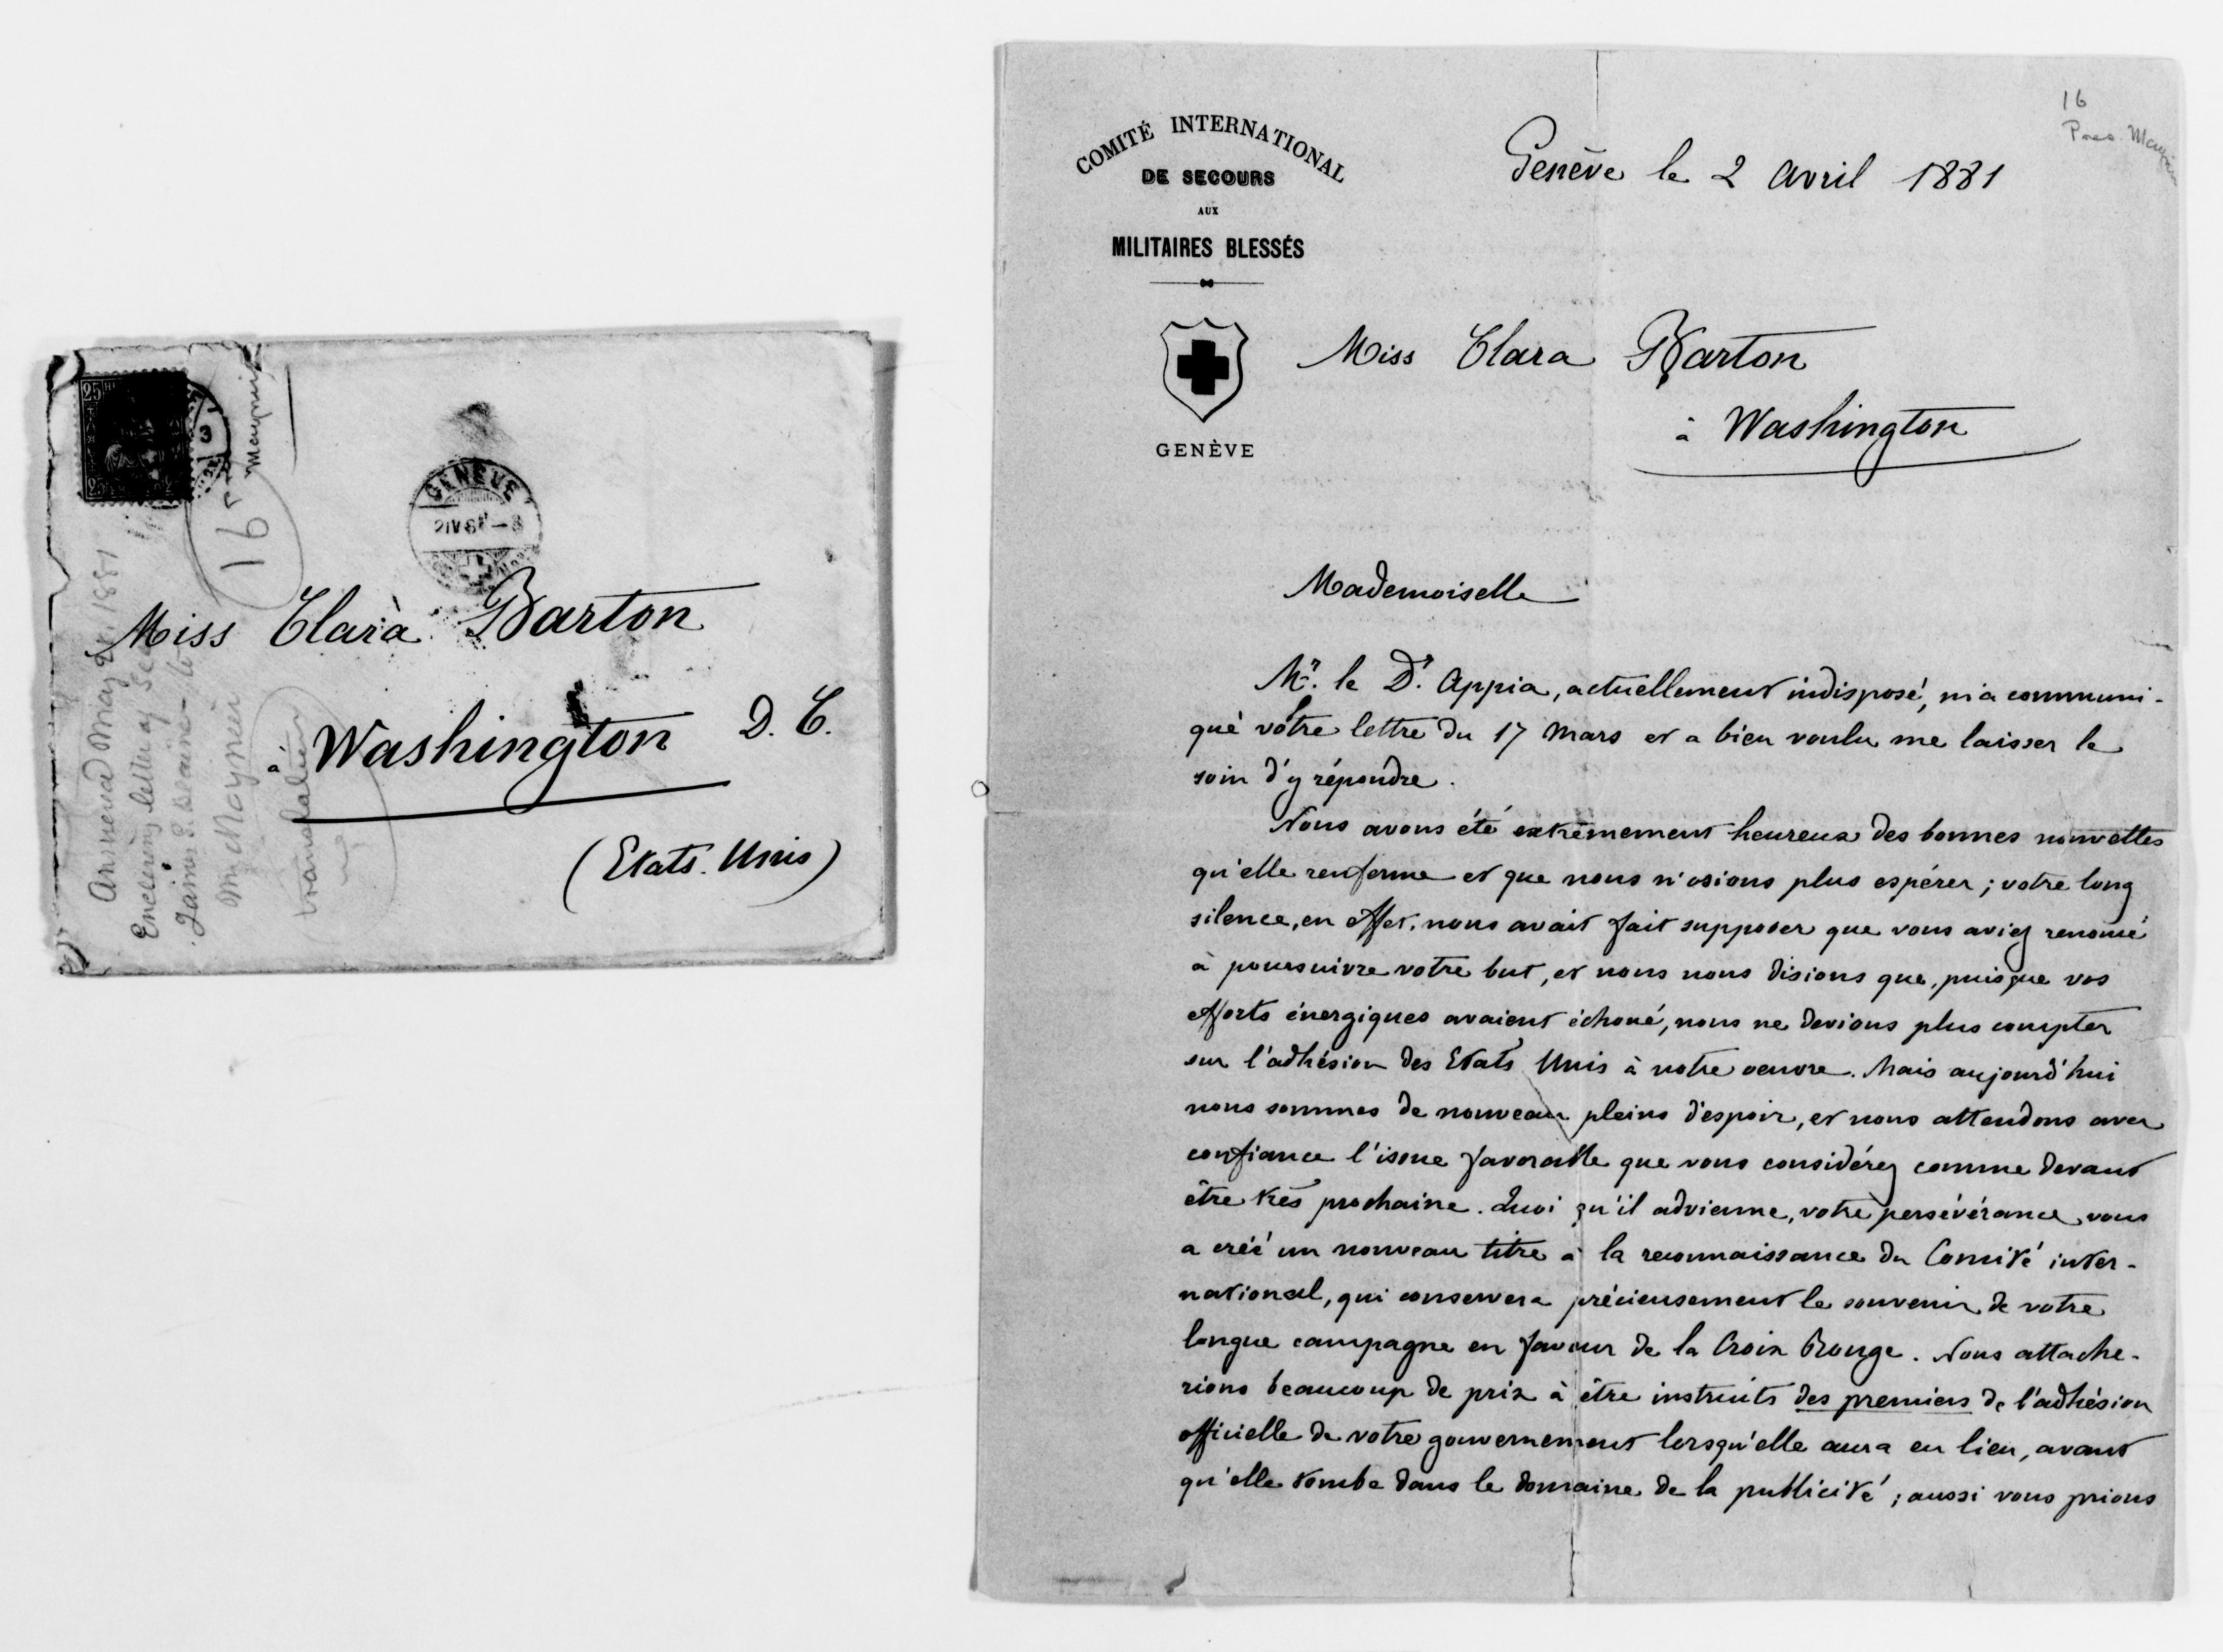 25
25
3
Moynier
16
GENÈVE
Answered May 21, 1881
Enclosing letter of Sec
James G. Blaine to
Mr Moynier
translation
Miss Clara Barton
à Washington D. C.
(Etats. Unis)
16
Pres. Moynier
COMITÉ INTERNATIONAL
DE SECOURS
AUX
MILITAIRES BLESSÉS
GENÈVE
Genève le 2 avril 1881
Miss Clara Barton
à Washington
Mademoiselle
Mr. le Dr. Appia, actuellement indisposé, m'a communi-
qué votre lettre du 17 Mars et a bien voulu me laisser le
soin d'y répondre.
Nous avons été extrêmement heureux des bonnes nouvelles
qu'elle renferme et que nous n'osions plus espérer ; votre long
silence, en effet, nous avait fait supposer que vous aviez renoncé
à poursuivre votre but, et nous nous disions que, puisque vos
efforts énergiques avaient échoué, nous ne devions plus compter
sur l'adhésion des Etats Unis à notre oeuvre. Mais aujourd'hui
nous sommes de nouveau pleins d'espoir, et nous attendons avec
confiance l'issue favorable que vous considérez comme devant
être très prochaine. Quoi qu'il advienne, votre persévérance vous
a créé un nouveau titre à la reconnaissance du Comité inter-
national, qui conservera précieusement le souvenir de votre
longue campagne en faveur de la Croix Rouge. Nous attache-
rions beaucoup de prix à être instruits des premiers de l'adhésion
officielle de votre gouvernement lorsqu'elle aura eu lieu, avant
qu'elle tombe dans le domaine de la publicité ; aussi vous prions